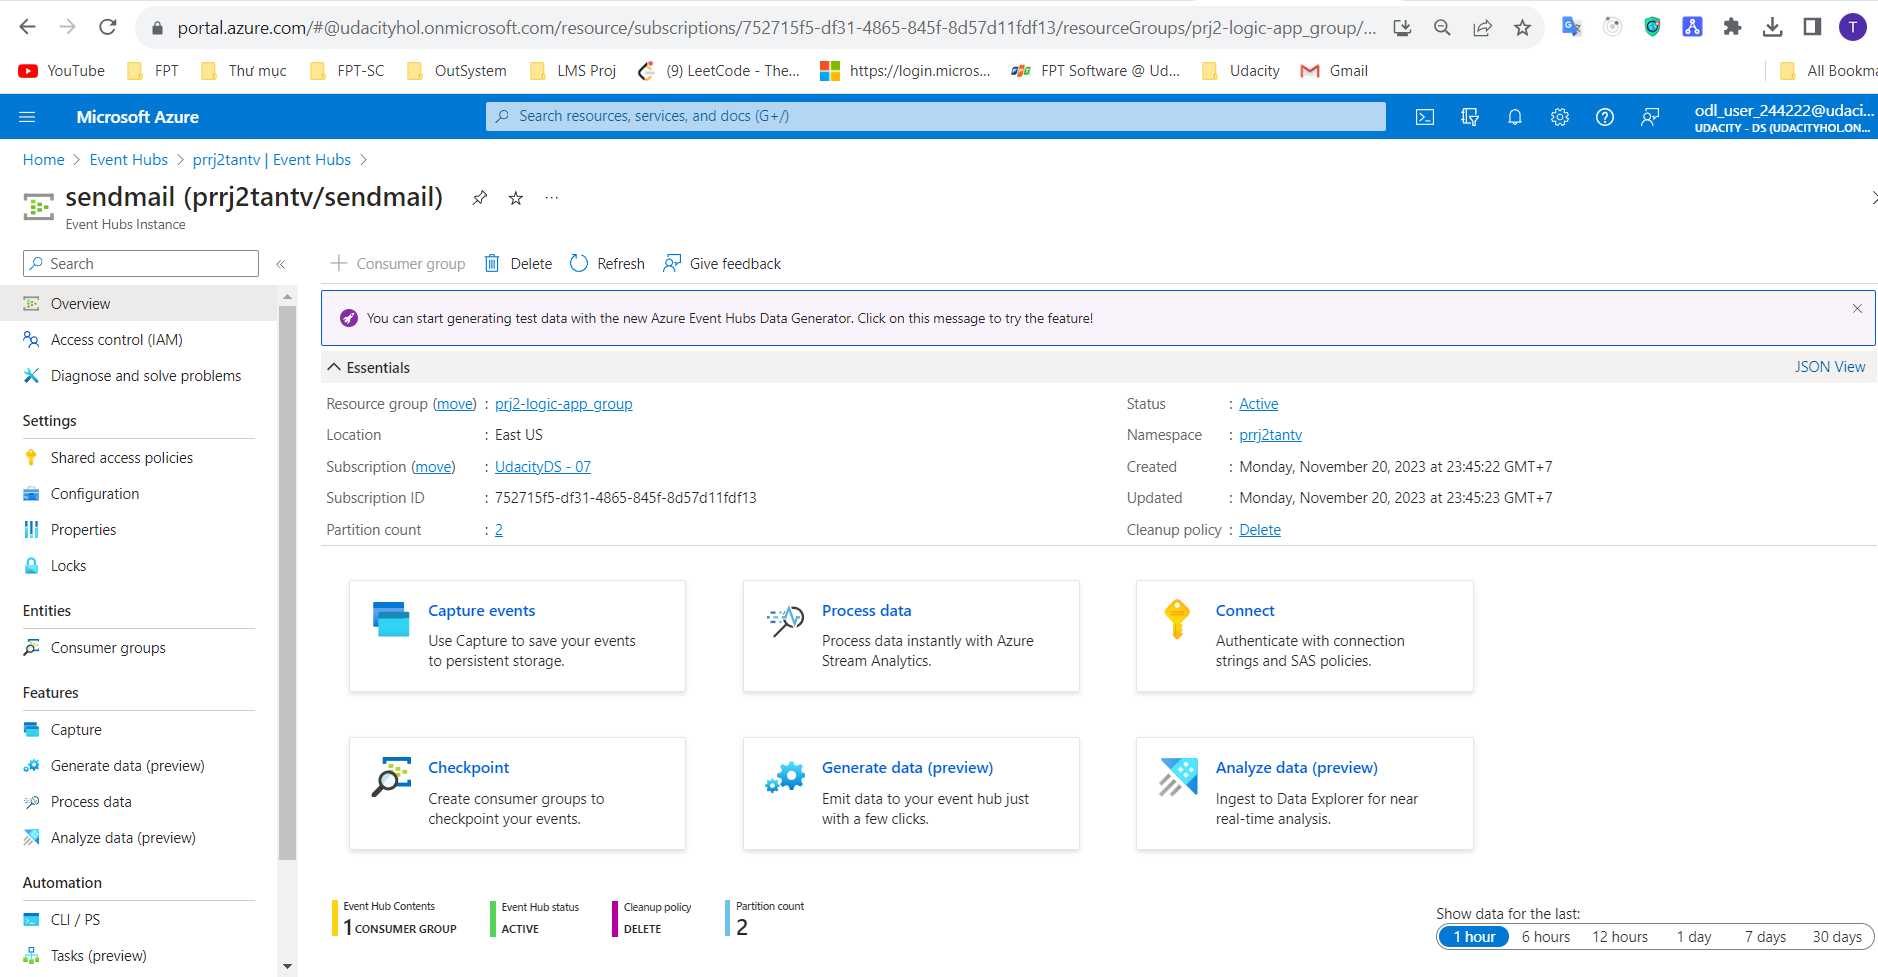 portal.azure.com/#@udacityhol.onmicrosoft.com/resource/subscriptions/752715f5-df31-4865-845f-8d57d11fdf13/resourceGroups/prj2-logic-app_group/...
T
YouTube FPT Thư mục FPT-SC OutSystem LMS Proj (9) LeetCode - The... https://login.micros... FPT Software @ Ud... Udacity Gmail All Bookma
Microsoft Azure
Search resources, services, and docs (G+/)
odl_user_244222@udaci...
UDACITY - DS (UDACITYHOL.ON...
Home > Event Hubs > prrj2tantv | Event Hubs >
sendmail (prrj2tantv/sendmail) ...
Event Hubs Instance
Search «
Consumer group Delete Refresh Give feedback
You can start generating test data with the new Azure Event Hubs Data Generator. Click on this message to try the feature!
Overview
Access control (IAM)
Diagnose and solve problems
Settings
Shared access policies
Configuration
Properties
Locks
Entities
Consumer groups
Features
Capture
Generate data (preview)
Process data
Analyze data (preview)
Automation
CLI / PS
Tasks (preview)
Essentials
JSON View
Resource group (move) : prj2-logic-app_group
Location : East US
Subscription (move) : UdacityDS - 07
Subscription ID : 752715f5-df31-4865-845f-8d57d11fdf13
Partition count : 2
Status : Active
Namespace : prrj2tantv
Created : Monday, November 20, 2023 at 23:45:22 GMT+7
Updated : Monday, November 20, 2023 at 23:45:23 GMT+7
Cleanup policy : Delete
Capture events
Use Capture to save your events
to persistent storage.
Process data
Process data instantly with Azure
Stream Analytics.
Connect
Authenticate with connection
strings and SAS policies.
Checkpoint
Create consumer groups to
checkpoint your events.
Generate data (preview)
Emit data to your event hub just
with a few clicks.
Analyze data (preview)
Ingest to Data Explorer for near
real-time analysis.
Event Hub Contents
1 CONSUMER GROUP
Event Hub status
ACTIVE
Cleanup policy
DELETE
Partition count
2
Show data for the last:
1 hour 6 hours 12 hours 1 day 7 days 30 days